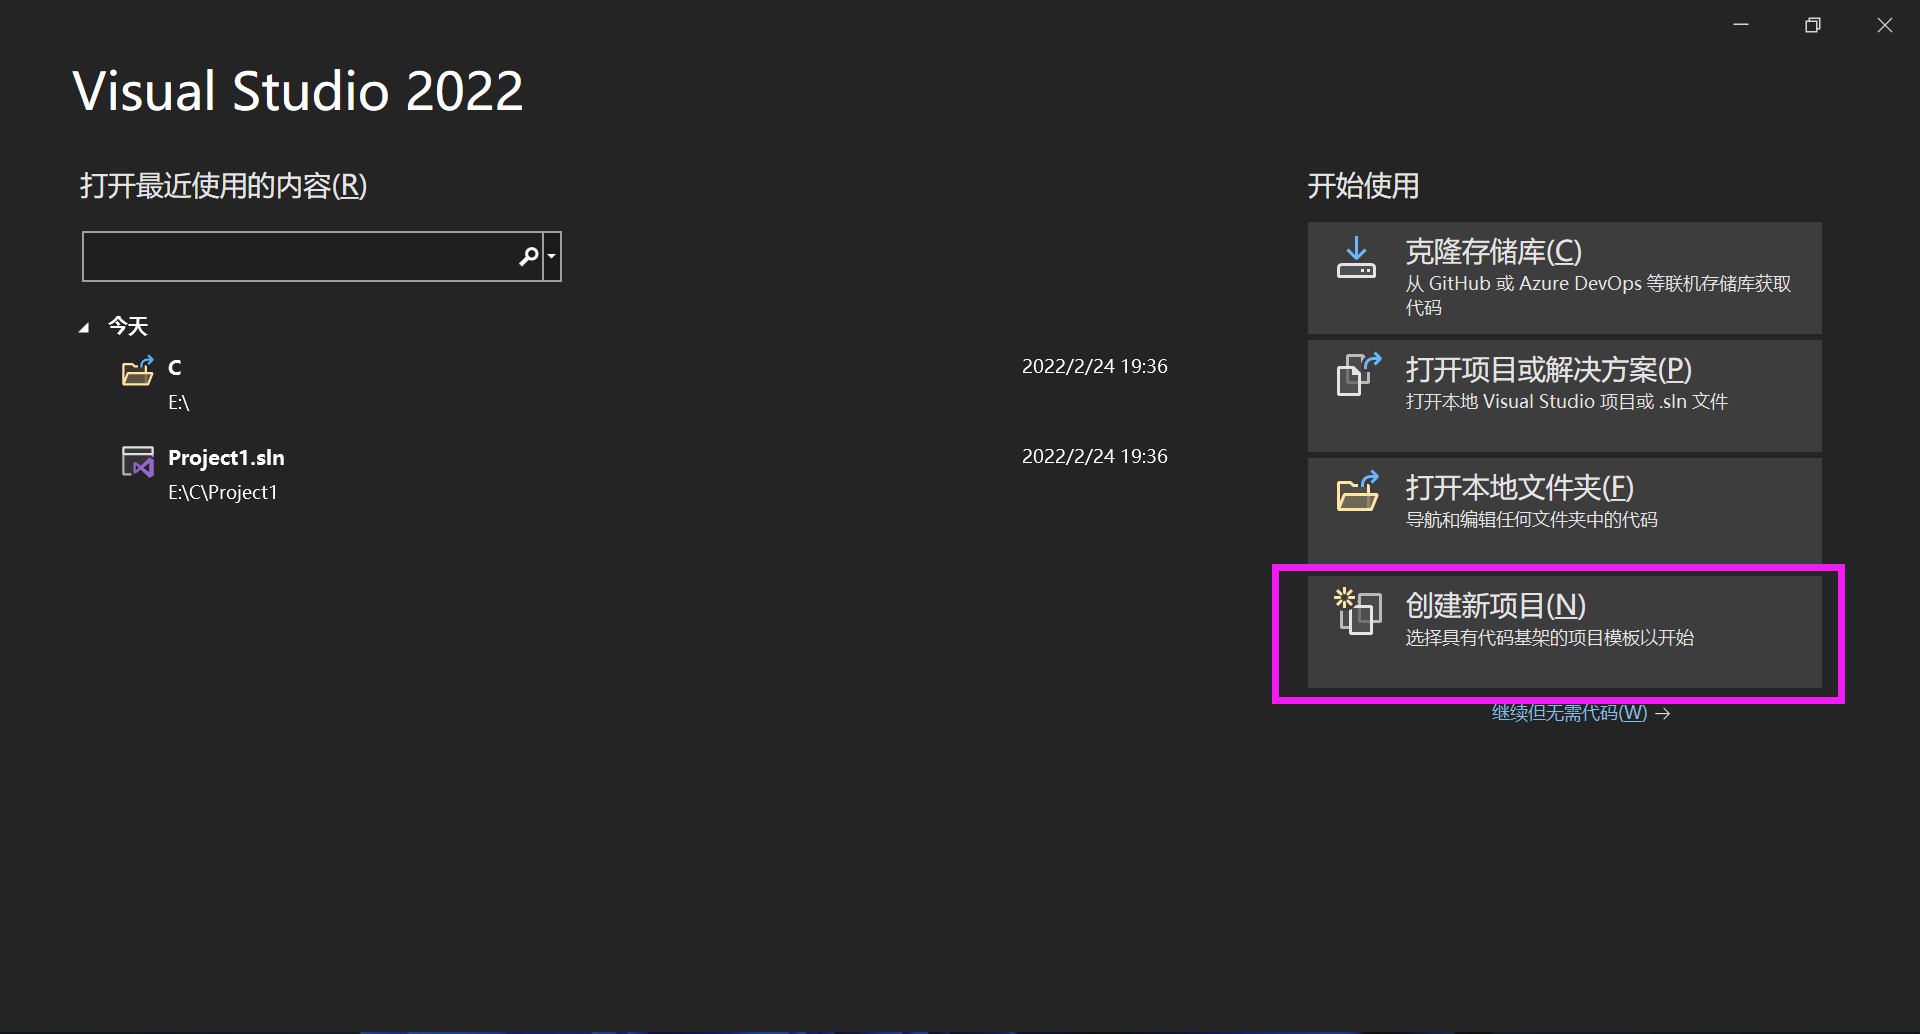 Visual Studio 2022
打开最近使用的内容(R)
今天
C
2022/2/24 19:36
E:\
Project1.sln
2022/2/24 19:36
E:\C\Project1
开始使用
克隆存储库(C)
从 GitHub 或 Azure DevOps 等联机存储库获取
代码
打开项目或解决方案(P)
打开本地 Visual Studio 项目或 .sln 文件
打开本地文件夹(F)
导航和编辑任何文件夹中的代码
创建新项目(N)
选择具有代码基架的项目模板以开始
继续但无需代码(W) →